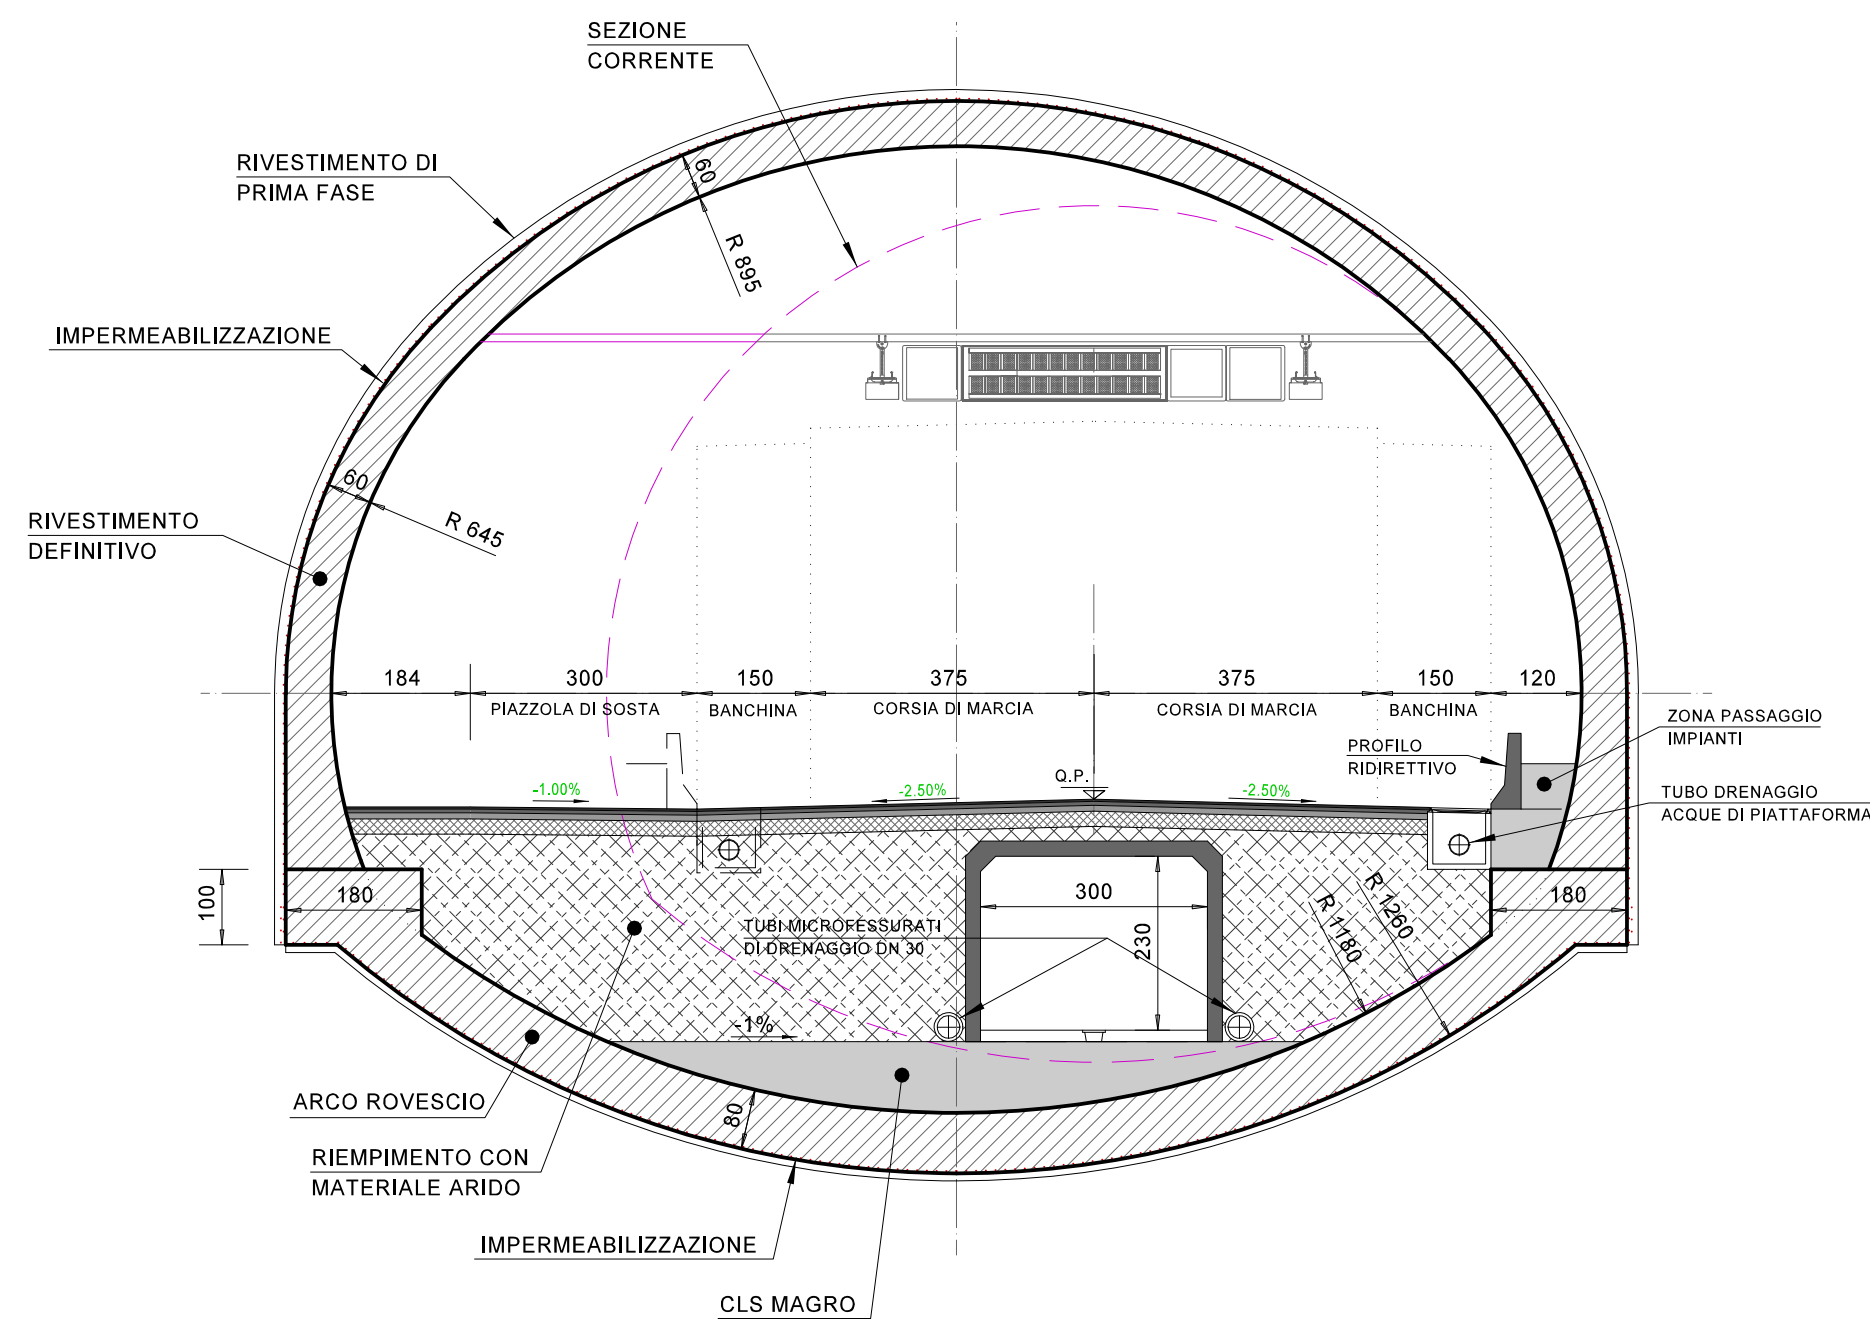 SEZIONE
CORRENTE
RIVESTIMENTO DI
PRIMA FASE
60
R 895
IMPERMEABILIZZAZIONE
60
R 645
RIVESTIMENTO
DEFINITIVO
184
300
150
375
375
150
120
PIAZZOLA DI SOSTA
BANCHINA
CORSIA DI MARCIA
CORSIA DI MARCIA
BANCHINA
ZONA PASSAGGIO
IMPIANTI
PROFILO
RIDIRETTIVO
Q.P.
-1.00%
-2.50%
-2.50%
TUBO DRENAGGIO
ACQUE DI PIATTAFORMA
100
180
300
R 1180
R 1260
180
TUBI MICROFESSURATI
DI DRENAGGIO DN 30
230
-1%
ARCO ROVESCIO
80
RIEMPIMENTO CON
MATERIALE ARIDO
IMPERMEABILIZZAZIONE
CLS MAGRO